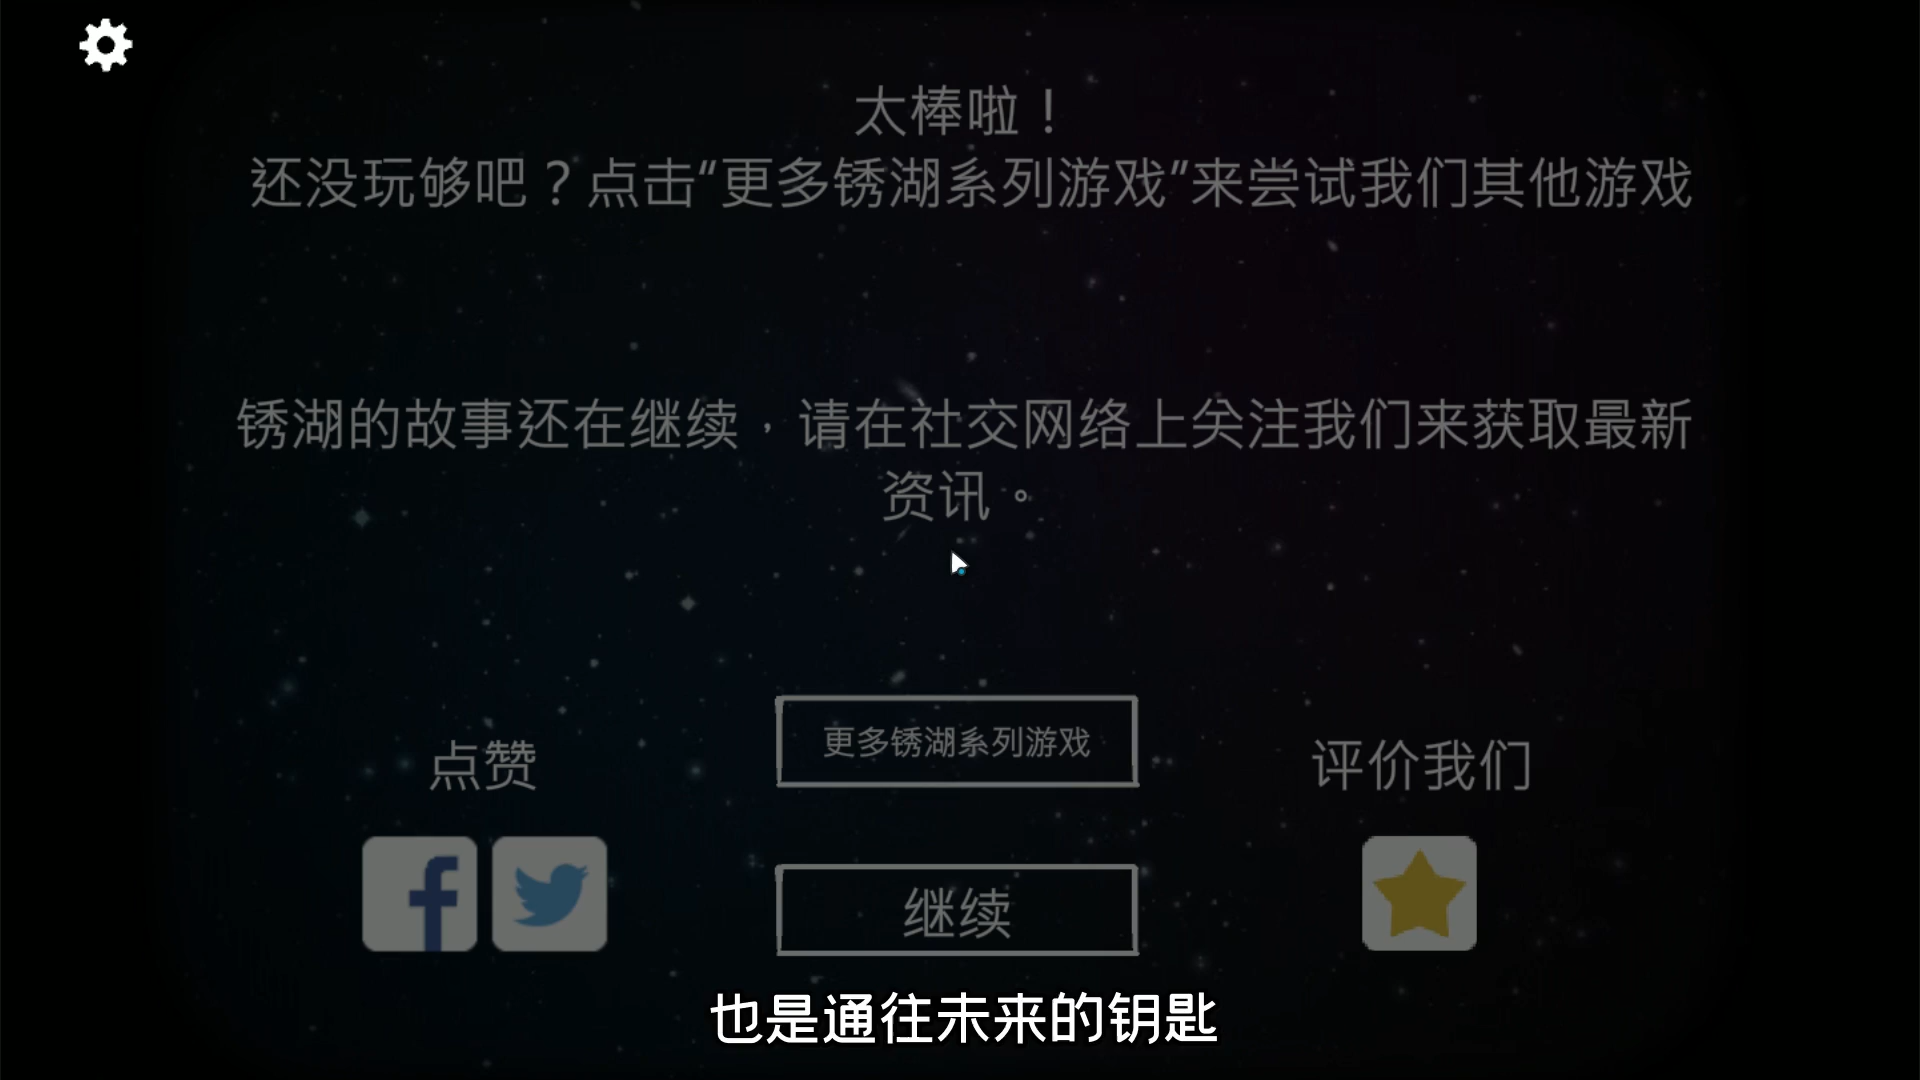 太棒啦！
还没玩够吧？点击“更多锈湖系列游戏”来尝试我们其他游戏
锈湖的故事还在继续，请在社交网络上关注我们来获取最新
资讯。
更多锈湖系列游戏
点赞
评价我们
继续
也是通往未来的钥匙